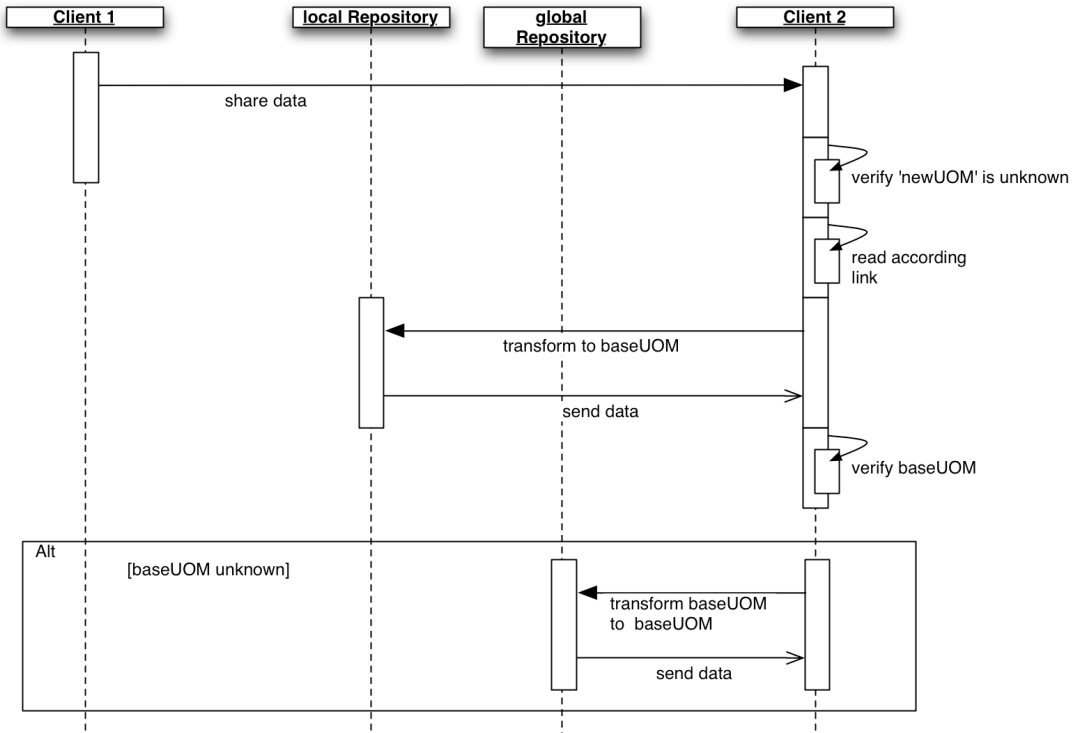 Client 1
local Repository
global
Repository
Client 2
share data
verify 'newUOM' is unknown
read according
link
transform to baseUOM
send data
verify baseUOM
Alt
[baseUOM unknown]
transform baseUOM
to baseUOM
send data